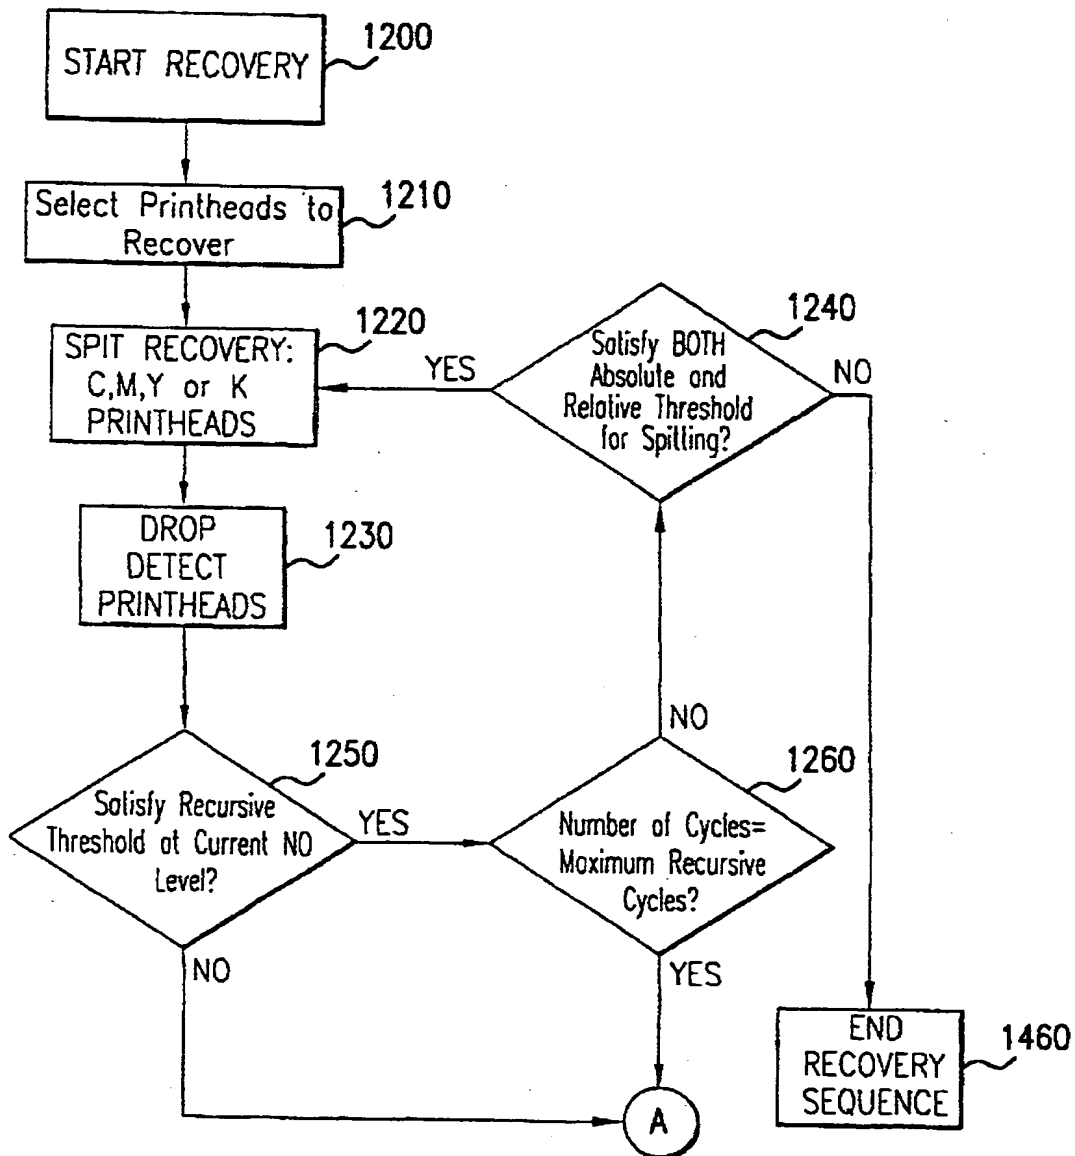 START RECOVERY
1200
Select Printheads to
Recover
1210
SPIT RECOVERY:
C,M,Y or K
PRINTHEADS
1220
YES
Satisfy BOTH
Absolute and
Relative Threshold
for Spitting?
1240
NO
DROP
DETECT
PRINTHEADS
1230
Satisfy Recursive
Threshold at Current NO
Level?
1250
YES
NO
NO
Number of Cycles=
Maximum Recursive
Cycles?
1260
YES
END
RECOVERY
SEQUENCE
1460
A